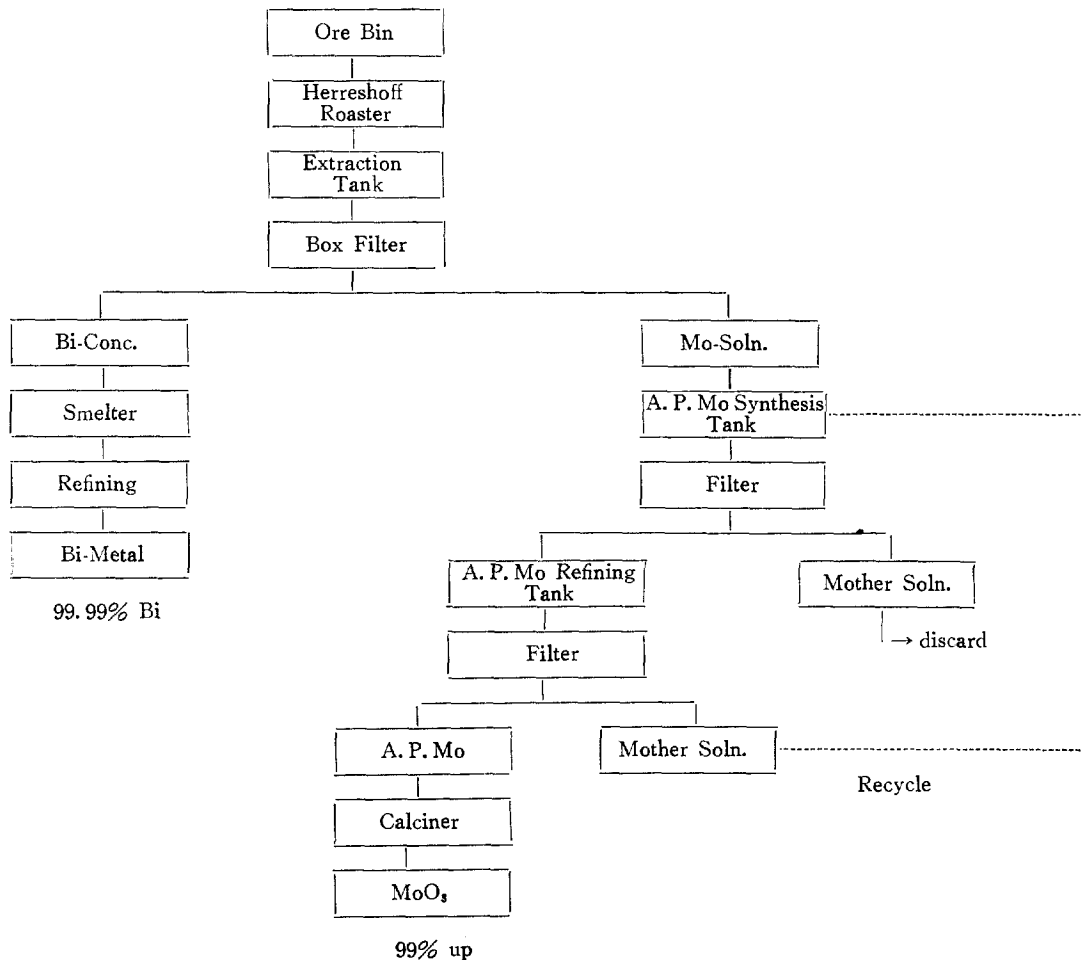 Ore Bin
Herreshoff
Roaster
Extraction
Tank
Box Filter
Bi-Conc.
Smelter
Refining
Bi-Metal
99.99% Bi
Mo-Soln.
A. P. Mo Synthesis
Tank
Filter
A. P. Mo Refining
Tank
Mother Soln.
→ discard
Filter
A. P. Mo
Mother Soln.
Recycle
Calciner
MoO₃
99% up